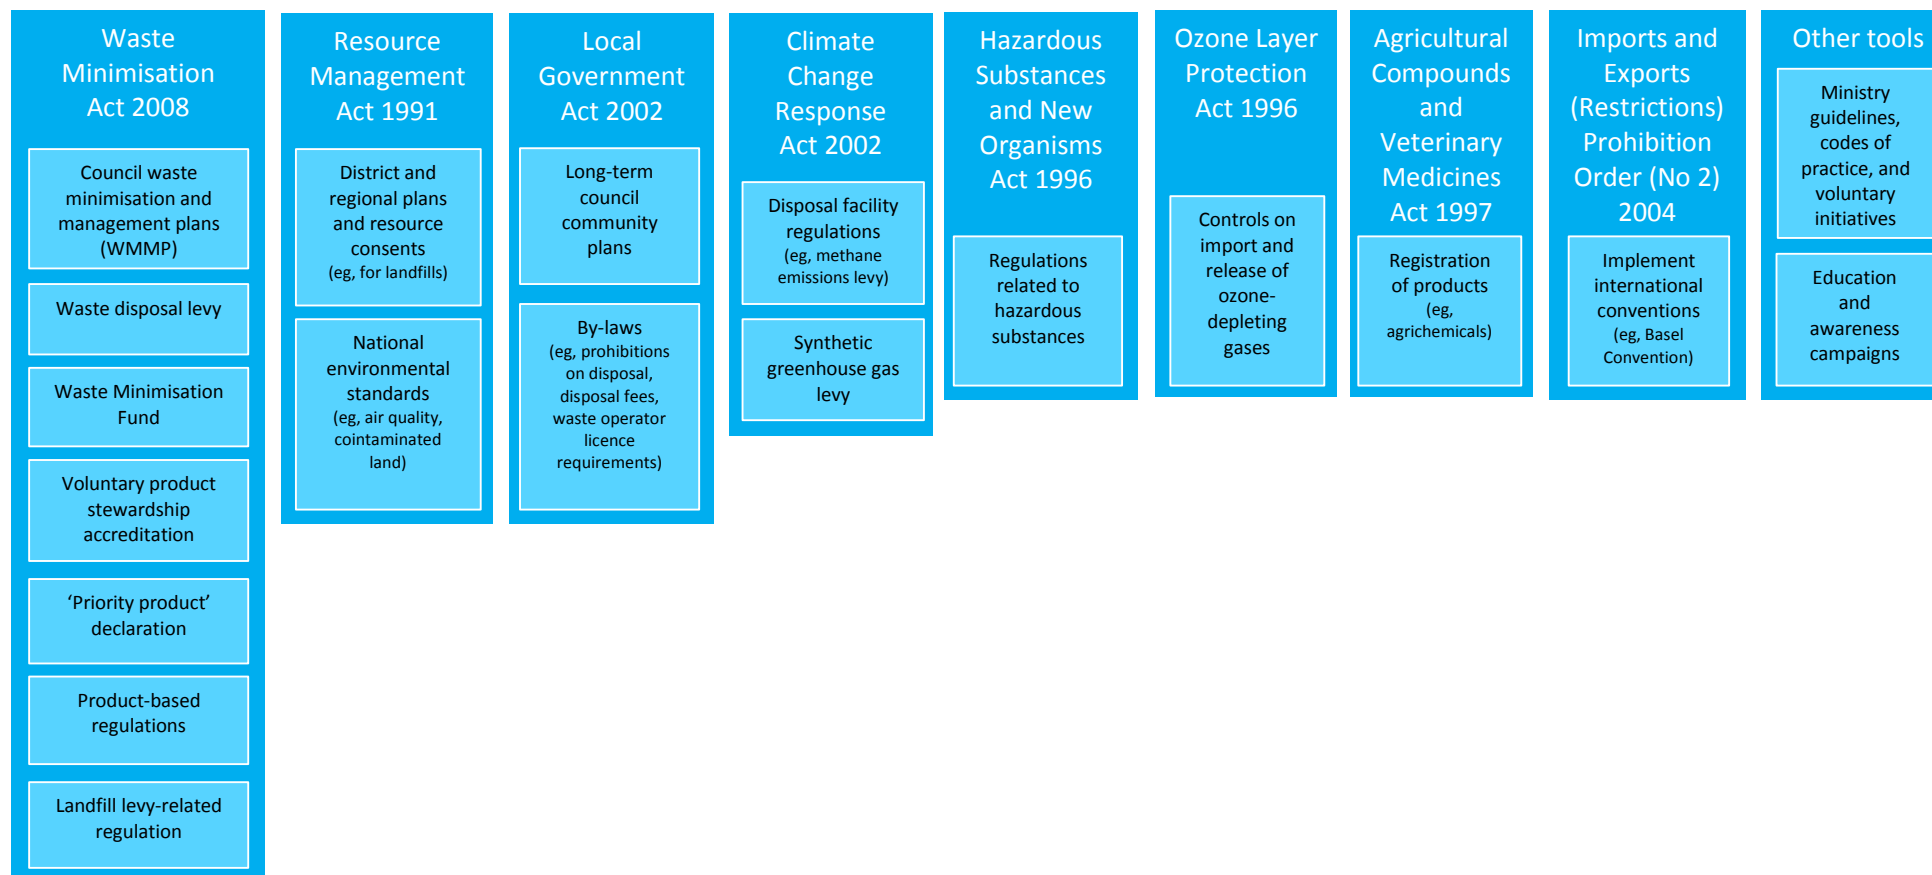 Waste
Minimisation
Act 2008
Council waste
minimisation and
management plans
(WMMP)
Waste disposal levy
Waste Minimisation
Fund
Voluntary product
stewardship
accreditation
‘Priority product’
declaration
Product-based
regulations
Landfill levy-related
regulation
Resource
Management
Act 1991
District and
regional plans
and resource
consents
(eg, for landfills)
National
environmental
standards
(eg, air quality,
cointaminated
land)
Local
Government
Act 2002
Long-term
council
community
plans
By-laws
(eg, prohibitions
on disposal,
disposal fees,
waste operator
licence
requirements)
Climate
Change
Response
Act 2002
Disposal facility
regulations
(eg, methane
emissions levy)
Synthetic
greenhouse gas
levy
Hazardous
Substances
and New
Organisms
Act 1996
Regulations
related to
hazardous
substances
Ozone Layer
Protection
Act 1996
Controls on
import and
release of
ozone-
depleting
gases
Agricultural
Compounds
and
Veterinary
Medicines
Act 1997
Registration
of products
(eg,
agrichemicals)
Imports and
Exports
(Restrictions)
Prohibition
Order (No 2)
2004
Implement
international
conventions
(eg, Basel
Convention)
Other tools
Ministry
guidelines,
codes of
practice, and
voluntary
initiatives
Education
and
awareness
campaigns